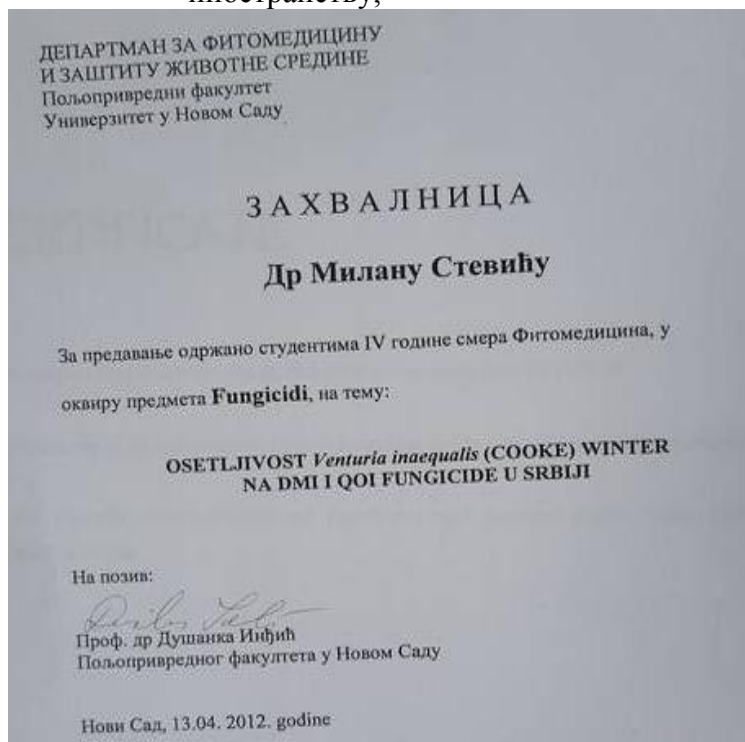 иностранству,
ДЕПАРТМАН ЗА ФИТОМЕДИЦИНУ
И ЗАШТИТУ ЖИВОТНЕ СРЕДИНЕ
Пољопривредни факултет
Универзитет у Новом Саду
З А Х В А Л Н И Ц А
Др Милану Стевићу
За предавање одржано студентима IV године смера Фитомедицина, у
оквиру предмета Fungicidi, на тему:
OSETLJIVOST Venturia inaequalis (COOKE) WINTER
NA DMI I QOI FUNGICIDE U SRBIJI
На позив:
Проф. др Душанка Инђић
Пољопривредног факултета у Новом Саду
Нови Сад, 13.04. 2012. godine